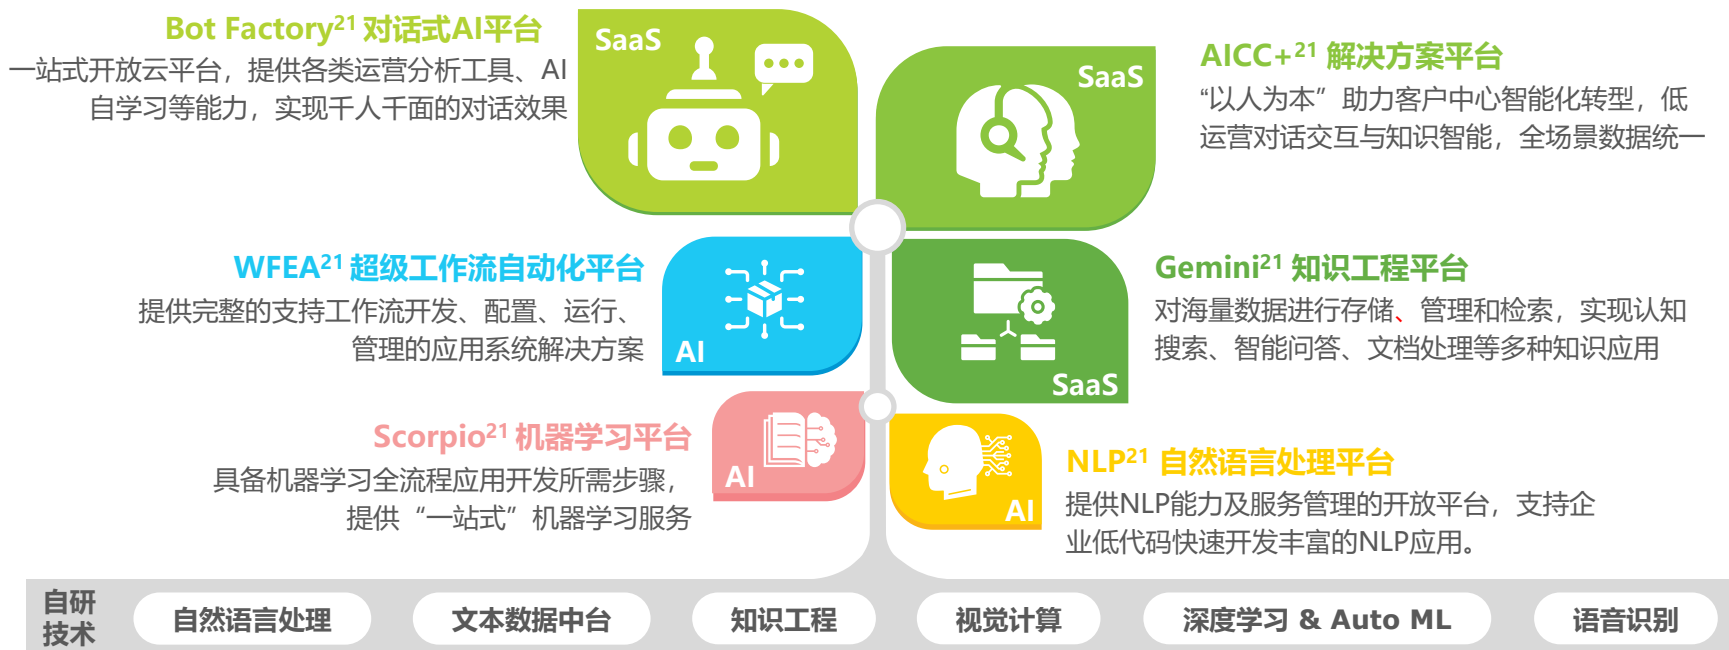 Bot Factory²¹ 对话式AI平台
一站式开放云平台，提供各类运营分析工具、AI
自学习等能力，实现千人千面的对话效果
SaaS
SaaS
AICC+²¹ 解决方案平台
“以人为本”助力客户中心智能化转型，低
运营对话交互与知识智能，全场景数据统一
WFEA²¹ 超级工作流自动化平台
提供完整的支持工作流开发、配置、运行、
管理的应用系统解决方案
AI
SaaS
Gemini²¹ 知识工程平台
对海量数据进行存储、管理和检索，实现认知
搜索、智能问答、文档处理等多种知识应用
Scorpio²¹ 机器学习平台
具备机器学习全流程应用开发所需步骤，
提供“一站式”机器学习服务
AI
AI
NLP²¹ 自然语言处理平台
提供NLP能力及服务管理的开放平台，支持企
业低代码快速开发丰富的NLP应用。
自研
技术
自然语言处理
文本数据中台
知识工程
视觉计算
深度学习 & Auto ML
语音识别